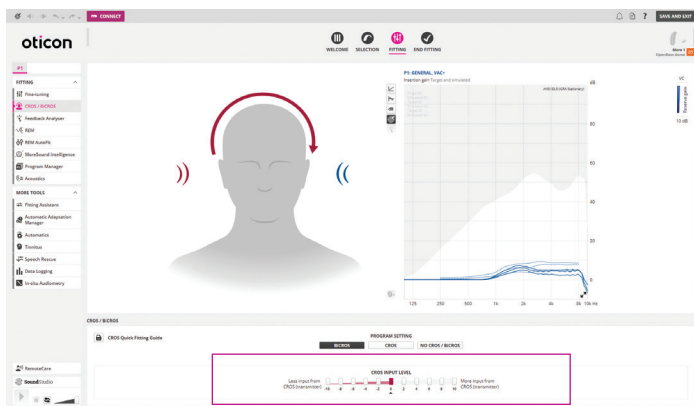 CONNECT
?
SAVE AND EXIT
oticon
WELCOME
SELECTION
FITTING
END FITTING
More 1
P1
FITTING
Fine-tuning
CROS / BiCROS
Feedback Analyser
REM
REM AutoFit
MoreSound Intelligence
Program Manager
Acoustics
MORE TOOLS
Fitting Assistant
Automatic Adaptation
Manager
Automatics
Tinnitus
Speech Rescue
Data Logging
In-situ Audiometry
RemoteCare
SoundStudio
P1: GENERAL, VAC+
Insertion gain Target and simulated
dB
80
60
40
20
0
125 250 500 1k 2k 4k 8k 10k Hz
VC
Relative gain
10 dB
CROS / BiCROS
CROS Quick Fitting Guide
PROGRAM SETTING
BiCROS CROS NO CROS / BiCROS
CROS INPUT LEVEL
Less input from
CROS (transmitter)
-10 -8 -6 -4 -2 0 2 4 6 8 10
More input from
CROS (transmitter)